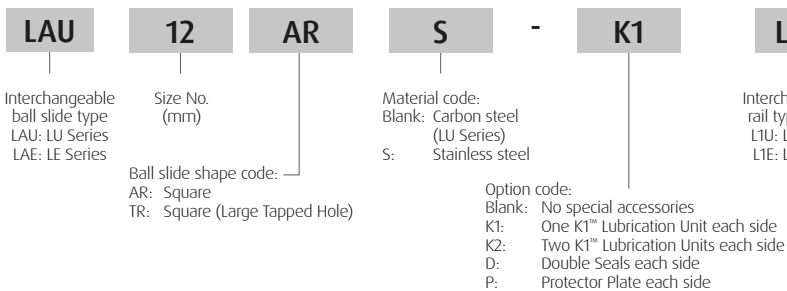 LAU 12 AR S - K1 L
Interchangeable
ball slide type
LAU: LU Series
LAE: LE Series
Size No.
(mm)
Ball slide shape code:
AR: Square
TR: Square (Large Tapped Hole)
Material code:
Blank: Carbon steel
(LU Series)
S: Stainless steel
Option code:
Blank: No special accessories
K1: One K1™ Lubrication Unit each side
K2: Two K1™ Lubrication Units each side
D: Double Seals each side
P: Protector Plate each side
Interch
rail ty
L1U: L
L1E: L